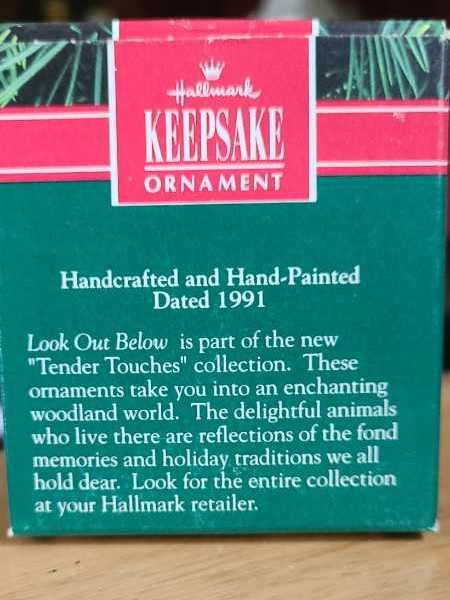 Hallmark
KEEPSAKE
ORNAMENT
Handcrafted and Hand-Painted
Dated 1991
Look Out Below is part of the new
"Tender Touches" collection. These
ornaments take you into an enchanting
woodland world. The delightful animals
who live there are reflections of the fond
memories and holiday traditions we all
hold dear. Look for the entire collection
at your Hallmark retailer.